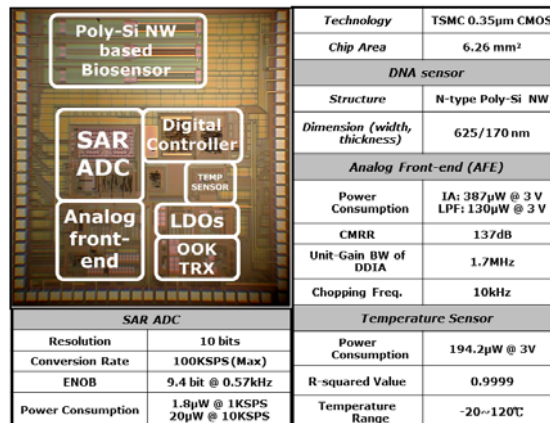 Poly-Si NW
based
Biosensor
SAR
ADC
Digital
Controller
TEMP
SENSOR
Analog
front-
end
LDOs
OOK
TRX
Technology TSMC 0.35µm CMOS
Chip Area 6.26 mm²
DNA sensor
Structure N-type Poly-Si NW
Dimension (width,
thickness) 625/170 nm
Analog Front-end (AFE)
Power
Consumption IA: 387µW @ 3 V
LPF: 130µW @ 3 V
CMRR 137dB
Unit-Gain BW of
DDIA 1.7MHz
Chopping Freq. 10kHz
SAR ADC
Resolution 10 bits
Conversion Rate 100KSPS(Max)
ENOB 9.4 bit @ 0.57kHz
Power Consumption 1.8µW @ 1KSPS
20µW @ 10KSPS
Temperature Sensor
Power
Consumption 194.2µW @ 3V
R-squared Value 0.9999
Temperature
Range -20~120℃